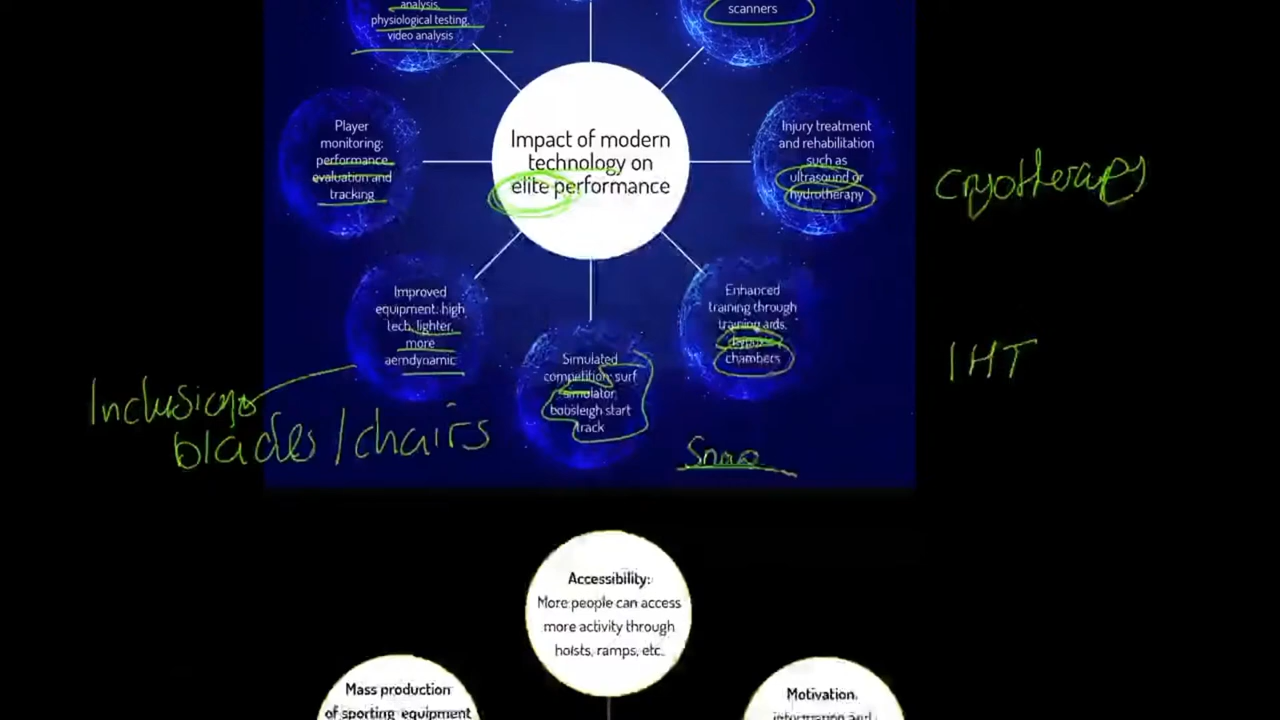 analysis,
physiological testing,
video analysis
scanners
Impact of modern
technology on
elite performance
Player
monitoring:
performance
evaluation and
tracking
Injury treatment
and rehabilitation
such as
ultrasound or
hydrotherapy
cryotherapy
Improved
equipment: high
tech, lighter,
more
aerodynamic
Enhanced
training through
training aids,
chambers
IHT
Simulated
competition: surf
simulator,
bobsleigh start
track
blades/chairs
Accessibility:
More people can access
more activity through
hoists, ramps, etc.
Mass production
of sporting equipment
Motivation.
information and